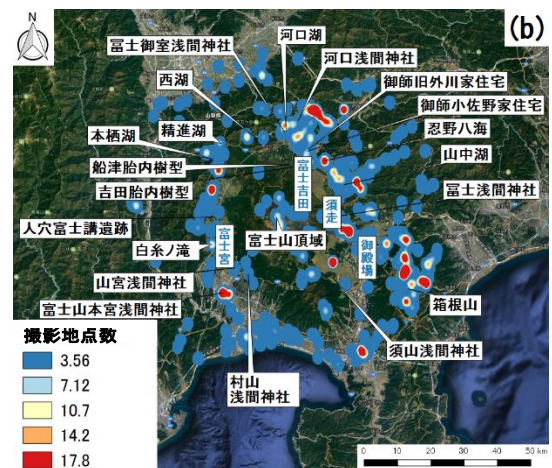 (b)
N
冨士御室浅間神社
河口湖
河口浅間神社
西湖
御師旧外川家住宅
御師小佐野家住宅
精進湖
忍野八海
本栖湖
山中湖
船津胎内樹型
富士吉田
冨士浅間神社
吉田胎内樹型
須走
人穴富士講遺跡
御殿場
白糸ノ滝
富士宮
富士山頂域
山宮浅間神社
箱根山
富士山本宮浅間神社
須山浅間神社
村山
浅間神社
撮影地点数
3.56
7.12
10.7
14.2
17.8
0 10 20 30 40 50 km